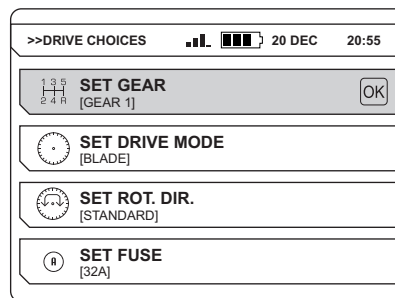 >>DRIVE CHOICES 20 DEC 20:55
1 3 5
2 4 R
SET GEAR
[GEAR 1]
OK
SET DRIVE MODE
[BLADE]
SET ROT. DIR.
[STANDARD]
A
SET FUSE
[32A]